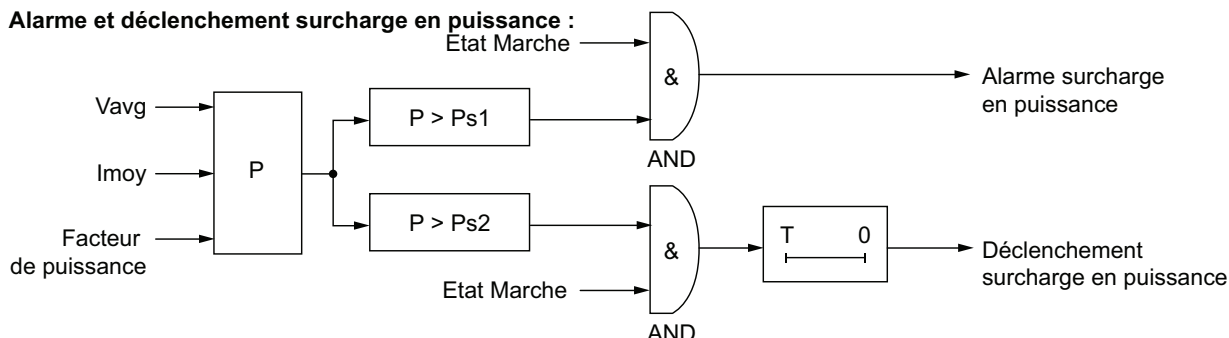 Alarme et déclenchement surcharge en puissance :
Etat Marche
&
Alarme surcharge
en puissance
Vavg
P > Ps1
AND
Imoy
P
P > Ps2
Facteur
de puissance
&
T 0
Déclenchement
surcharge en puissance
Etat Marche
AND